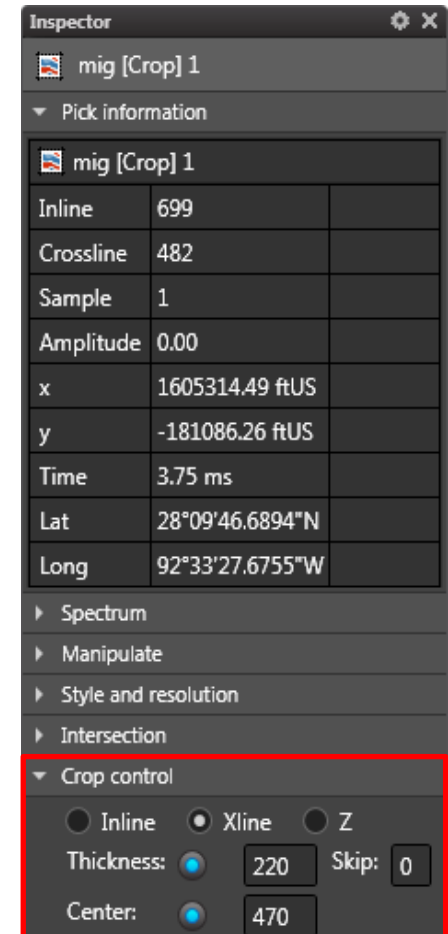 Inspector
mig [Crop] 1
Pick information
mig [Crop] 1
Inline 699
Crossline 482
Sample 1
Amplitude 0.00
x 1605314.49 ftUS
y -181086.26 ftUS
Time 3.75 ms
Lat 28°09'46.6894"N
Long 92°33'27.6755"W
Spectrum
Manipulate
Style and resolution
Intersection
Crop control
Inline Xline Z
Thickness: 220 Skip: 0
Center: 470